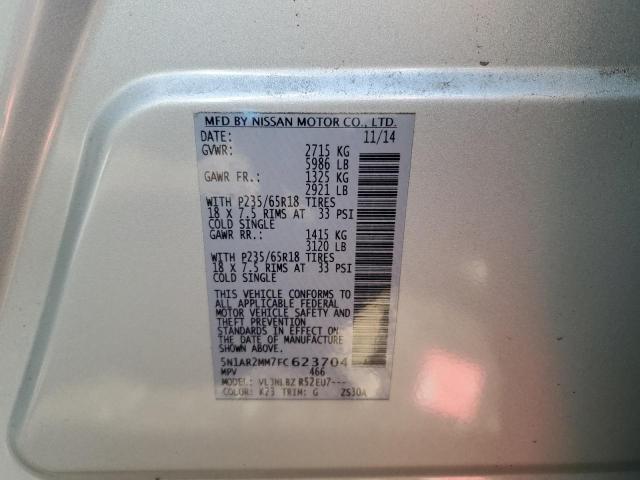 MFD BY NISSAN MOTOR CO., LTD.
DATE: 11/14
GVWR: 2715 KG
5986 LB
GAWR FR.: 1325 KG
2921 LB
WITH P235/65R18 TIRES
18 X 7.5 RIMS AT 33 PSI
COLD SINGLE
GAWR RR.: 1415 KG
3120 LB
WITH P235/65R18 TIRES
18 X 7.5 RIMS AT 33 PSI
COLD SINGLE
THIS VEHICLE CONFORMS TO
ALL APPLICABLE FEDERAL
MOTOR VEHICLE SAFETY AND
THEFT PREVENTION
STANDARDS IN EFFECT ON
THE DATE OF MANUFACTURE
SHOWN ABOVE.
5N1AR2MM7FC 623704
MPV 466
MODEL: VL3NLBZ R52EU7---
COLOR: K23 TRIM: G ZS30A